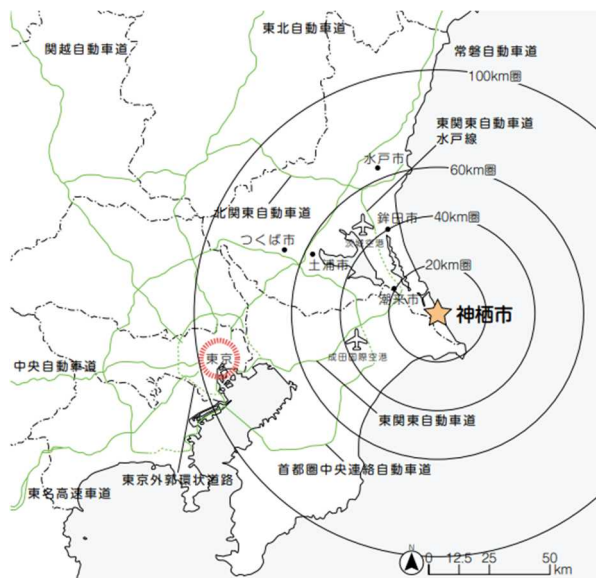 東北自動車道
関越自動車道
常磐自動車道
100km圏
東関東自動車道
水戸線
水戸市
60km圏
北関東自動車道
鉾田市
40km圏
茨城空港
つくば市
土浦市
20km圏
潮来市
神栖市
東京
成田国際空港
中央自動車道
東関東自動車道
首都圏中央連絡自動車道
東京外郭環状道路
東名高速車道
N
0 12.5 25 50
km